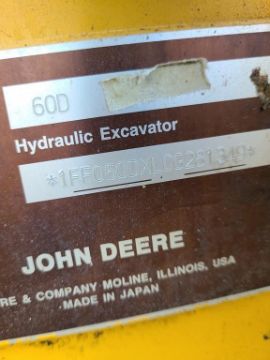 60D
Hydraulic Excavator
JOHN DEERE
RE & COMPANY MOLINE, ILLINOIS, USA
MADE IN JAPAN